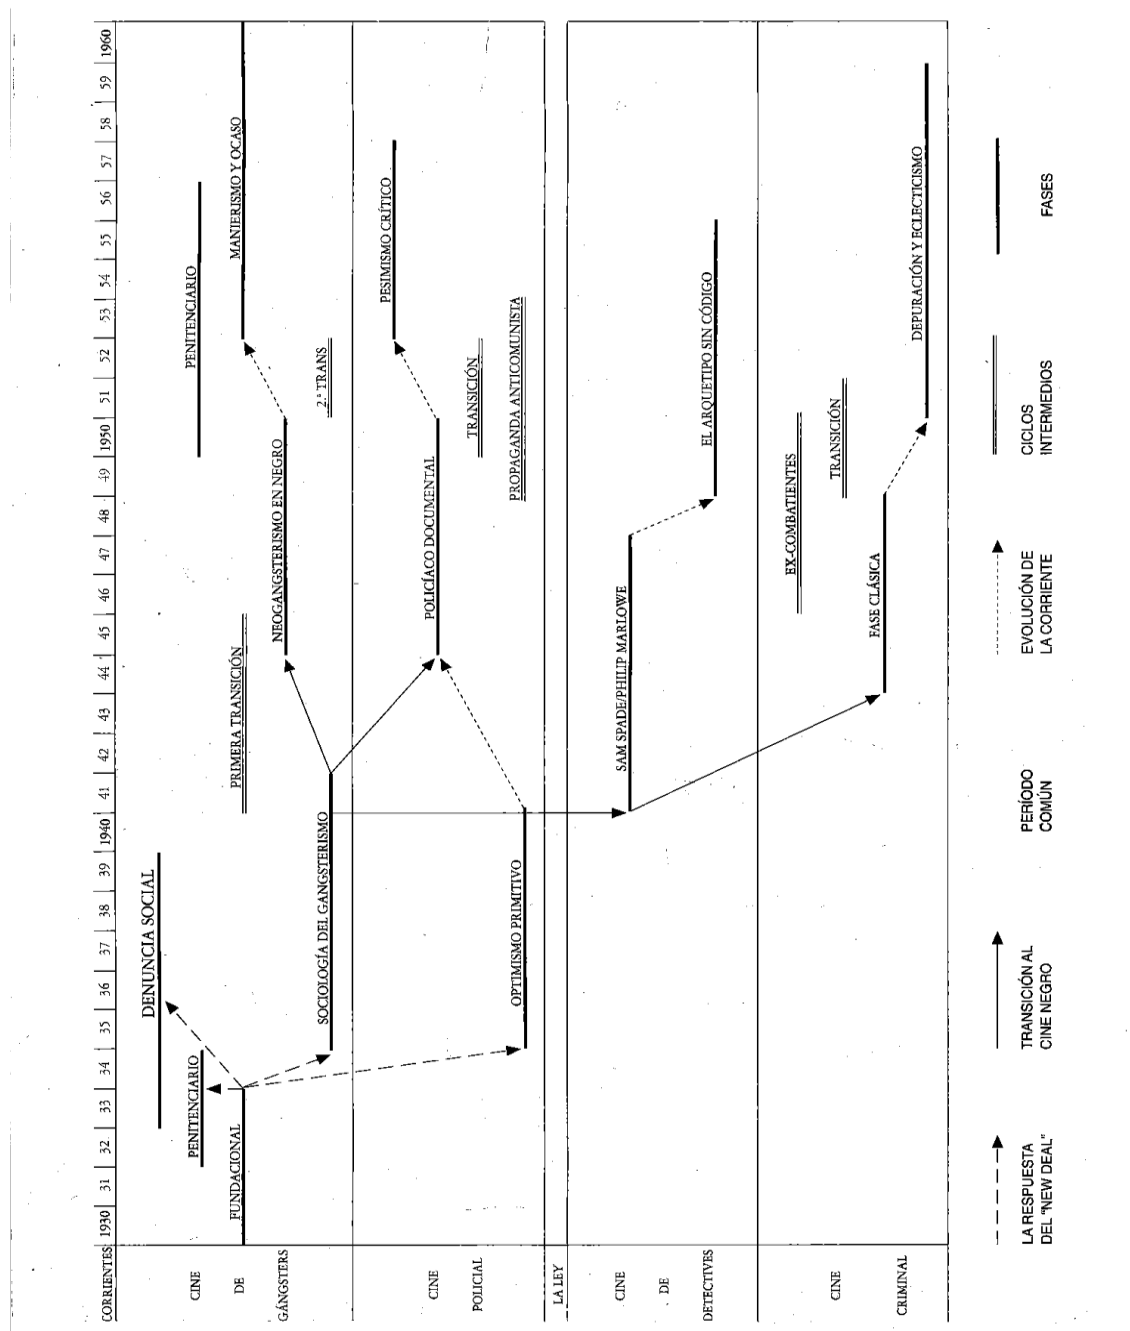 CORRIENTES: 1930 31 32 33 34 35 36 37 38 39 1940 41 42 43 44 45 46 47 48 49 1950 51 52 53 54 55 56 57 58 59 1960
CINE
DE
GÁNGSTERS
DENUNCIA SOCIAL
PENITENCIARIO
PENITENCIARIO
FUNDACIONAL
PRIMERA TRANSICIÓN
MANIERISMO Y OCASO
NEOGANGSTERISMO EN NEGRO
SOCIOLOGÍA DEL GANGSTERISMO
2.ª TRANS
CINE
POLICIAL
PESIMISMO CRÍTICO
POLICÍACO DOCUMENTAL
TRANSICIÓN
OPTIMISMO PRIMITIVO
PROPAGANDA ANTICOMUNISTA
LA LEY
CINE
DE
DETECTIVES
SAM SPADE/PHILIP MARLOWE
EL ARQUETIPO SIN CÓDIGO
CINE
CRIMINAL
EX-COMBATIENTES
TRANSICIÓN
FASE CLÁSICA
DEPURACIÓN Y ECLECTICISMO
LA RESPUESTA
DEL "NEW DEAL"
TRANSICIÓN AL
CINE NEGRO
PERÍODO
COMÚN
EVOLUCIÓN DE
LA CORRIENTE
CICLOS
INTERMEDIOS
FASES